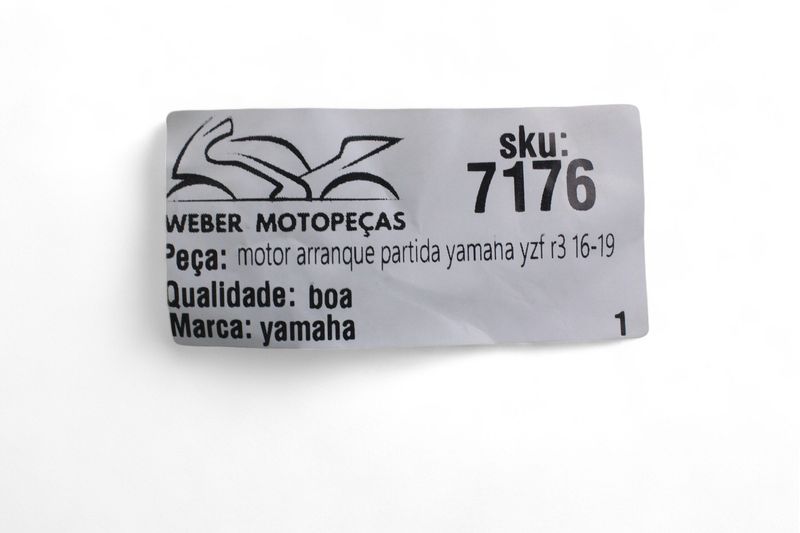 WEBER MOTOPEÇAS
sku:
7176
Peça: motor arranque partida yamaha yzf r3 16-19
Qualidade: boa
Marca: yamaha
1